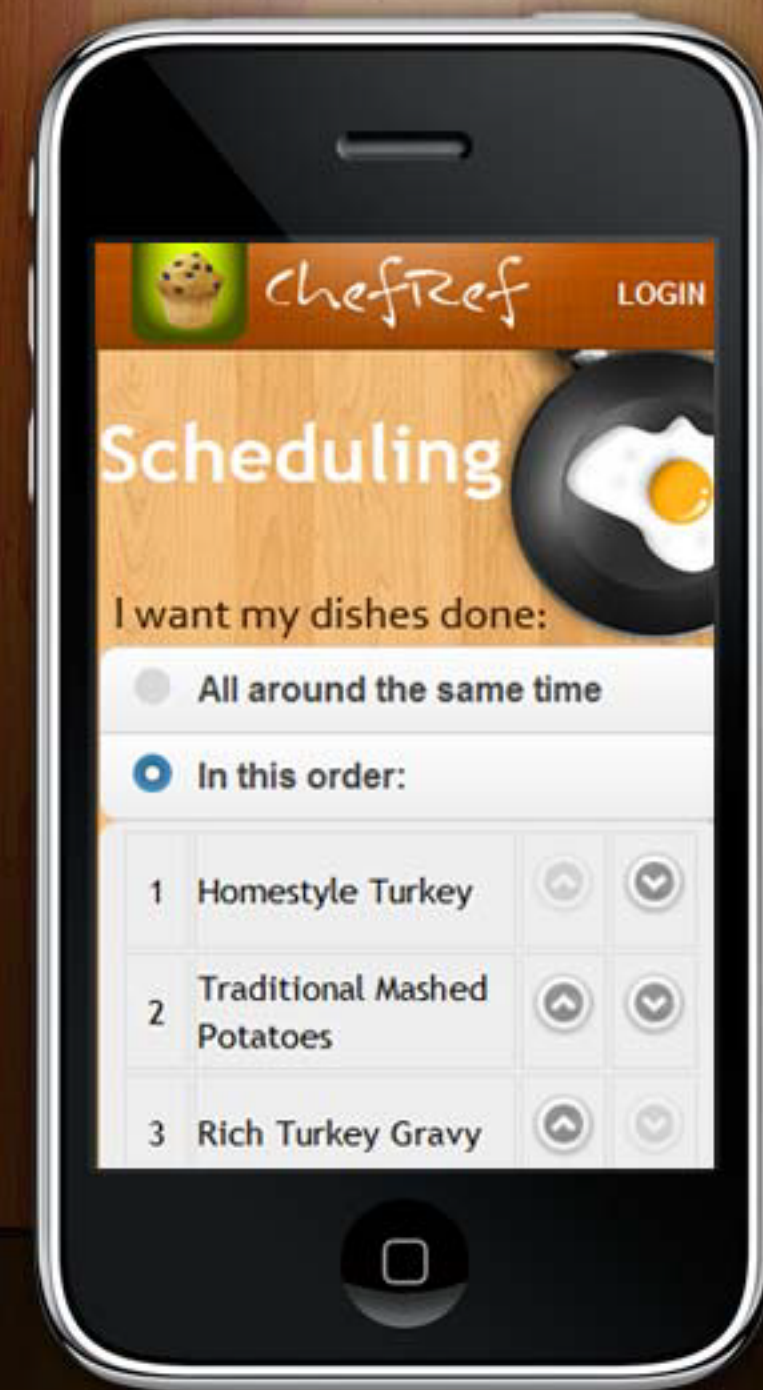 ChefRef LOGIN
Scheduling
I want my dishes done:
All around the same time
In this order:
1 Homestyle Turkey
2 Traditional Mashed
Potatoes
3 Rich Turkey Gravy